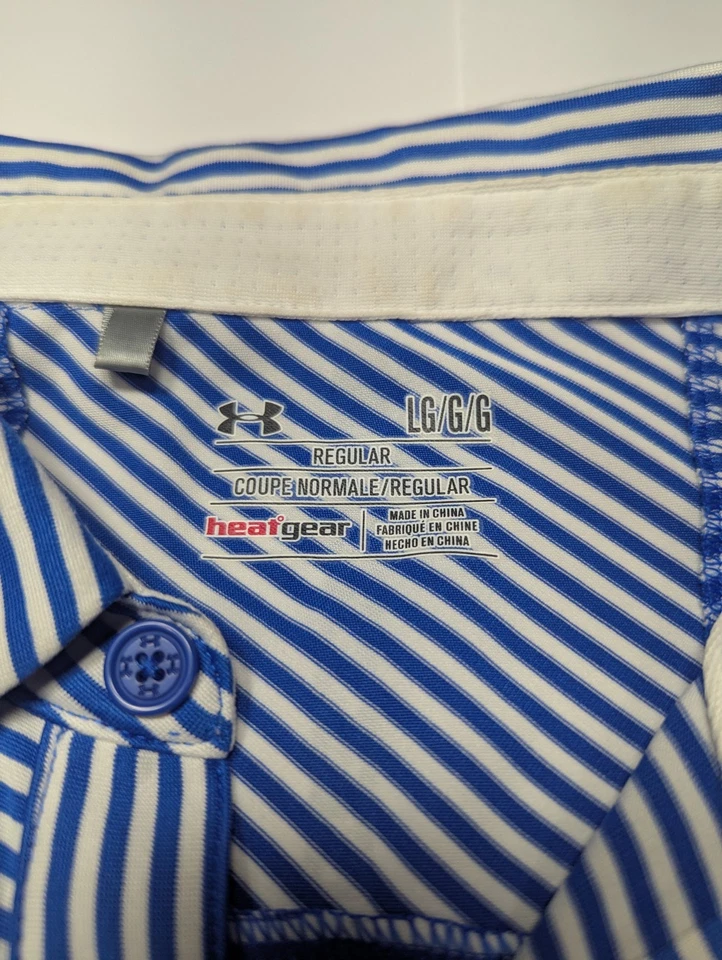 LG/G/G
REGULAR
COUPE NORMALE/REGULAR
heatgear
MADE IN CHINA
FABRIQUÉ EN CHINE
HECHO EN CHINA